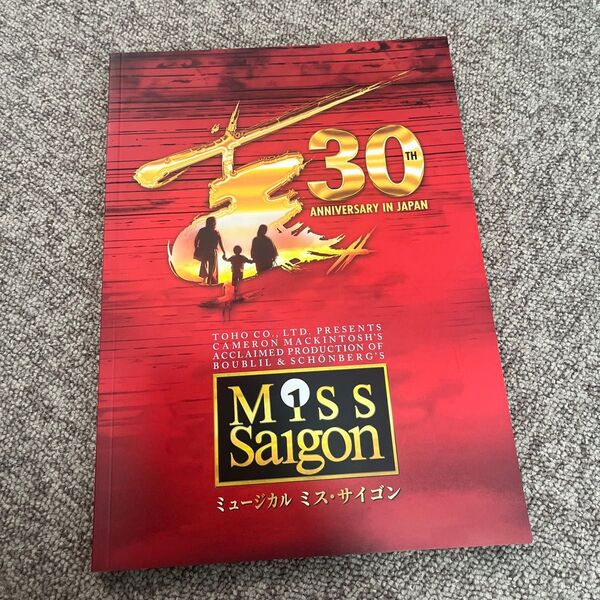 30TH
ANNIVERSARY IN JAPAN
TOHO CO., LTD. PRESENTS
CAMERON MACKINTOSH'S
ACCLAIMED PRODUCTION OF
BOUBLIL & SCHÖNBERG'S
MISS
1
Saigon
ミュージカル ミス・サイゴン